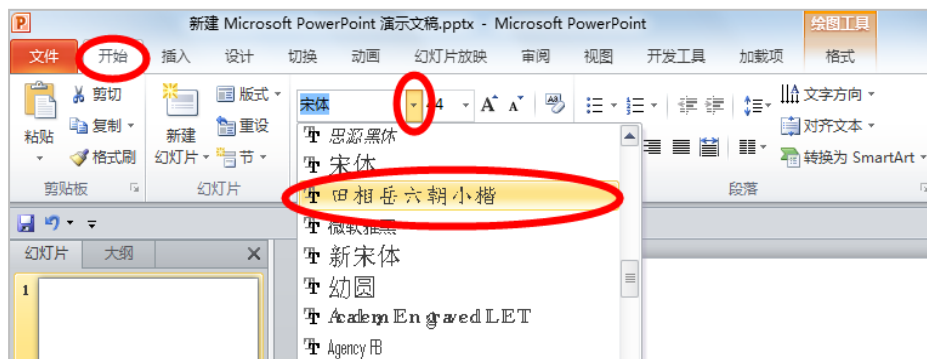 新建 Microsoft PowerPoint 演示文稿.pptx - Microsoft PowerPoint 绘图工具
文件 开始 插入 设计 切换 动画 幻灯片放映 审阅 视图 开发工具 加载项 格式
剪切 版式 宋体 文字方向
粘贴 复制 新建 重设 对齐文本
格式刷 幻灯片 节 转换为 SmartArt
剪贴板 幻灯片 段落
思源黑体
宋体
田相岳六朝小楷
微软雅黑
新宋体
幼圆
Academy Engraved LET
Agency FB
幻灯片 大纲
1